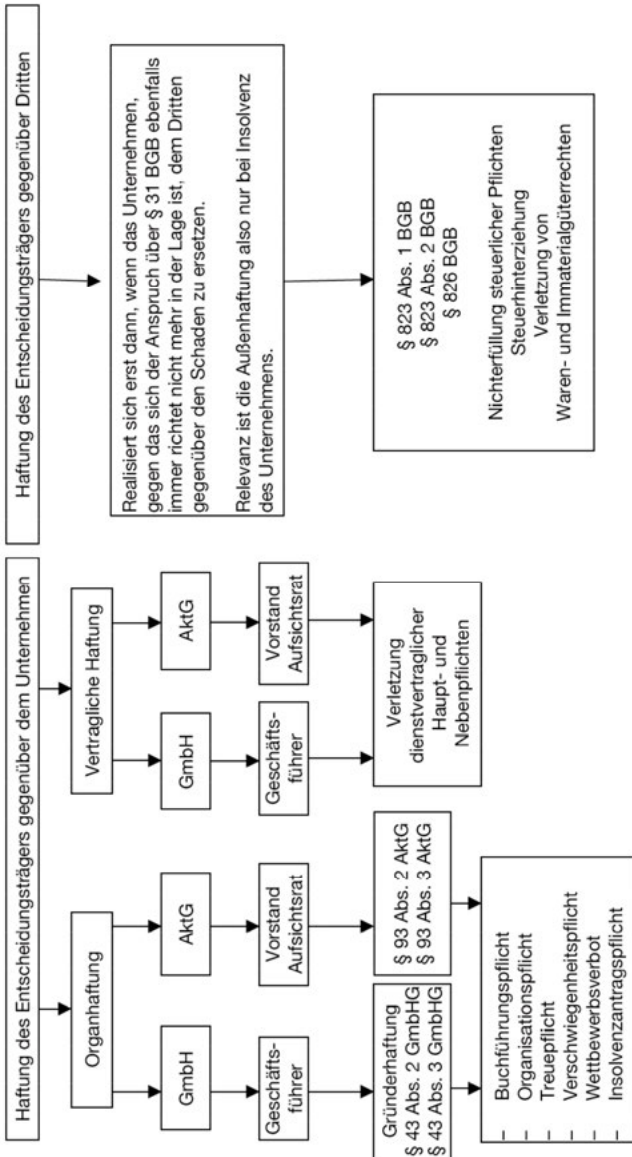 Haftung des Entscheidungsträgers gegenüber dem Unternehmen
Organhaftung
Vertragliche Haftung
GmbH
AktG
GmbH
AktG
Geschäfts-
führer
Vorstand
Aufsichtsrat
Geschäfts-
führer
Vorstand
Aufsichtsrat
Gründerhaftung
§ 43 Abs. 2 GmbHG
§ 43 Abs. 3 GmbHG
§ 93 Abs. 2 AktG
§ 93 Abs. 3 AktG
Verletzung
dienstvertraglicher
Haupt- und
Nebenpflichten
– Buchführungspflicht
– Organisationspflicht
– Treuepflicht
– Verschwiegenheitspflicht
– Wettbewerbsverbot
– Insolvenzantragspflicht
Haftung des Entscheidungsträgers gegenüber Dritten
Realisiert sich erst dann, wenn das Unternehmen,
gegen das sich der Anspruch über § 31 BGB ebenfalls
immer richtet nicht mehr in der Lage ist, dem Dritten
gegenüber den Schaden zu ersetzen.
Relevanz ist die Außenhaftung also nur bei Insolvenz
des Unternehmens.
§ 823 Abs. 1 BGB
§ 823 Abs. 2 BGB
§ 826 BGB
Nichterfüllung steuerlicher Pflichten
Steuerhinterziehung
Verletzung von
Waren- und Immaterialgüterrechten